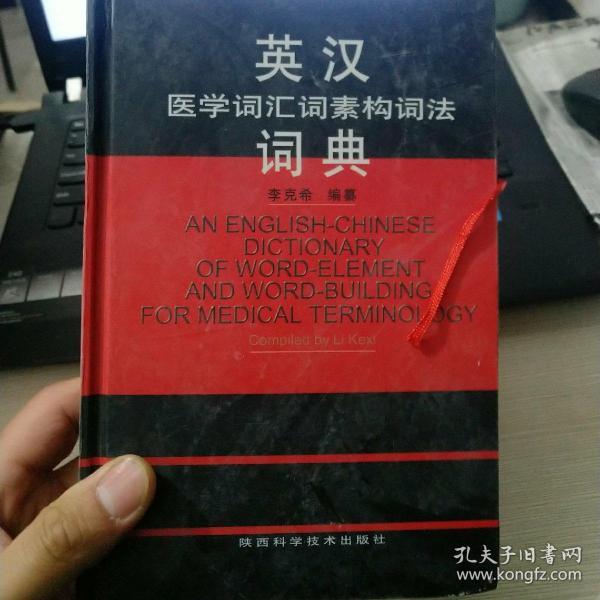 英汉
医学词汇词素构词法
词典
李克希 编纂
AN ENGLISH-CHINESE
DICTIONARY
OF WORD-ELEMENT
AND WORD-BUILDING
FOR MEDICAL TERMINOLOGY
Compiled by Li Kexi
陕西科学技术出版社
孔夫子旧书网
www.kongfz.com